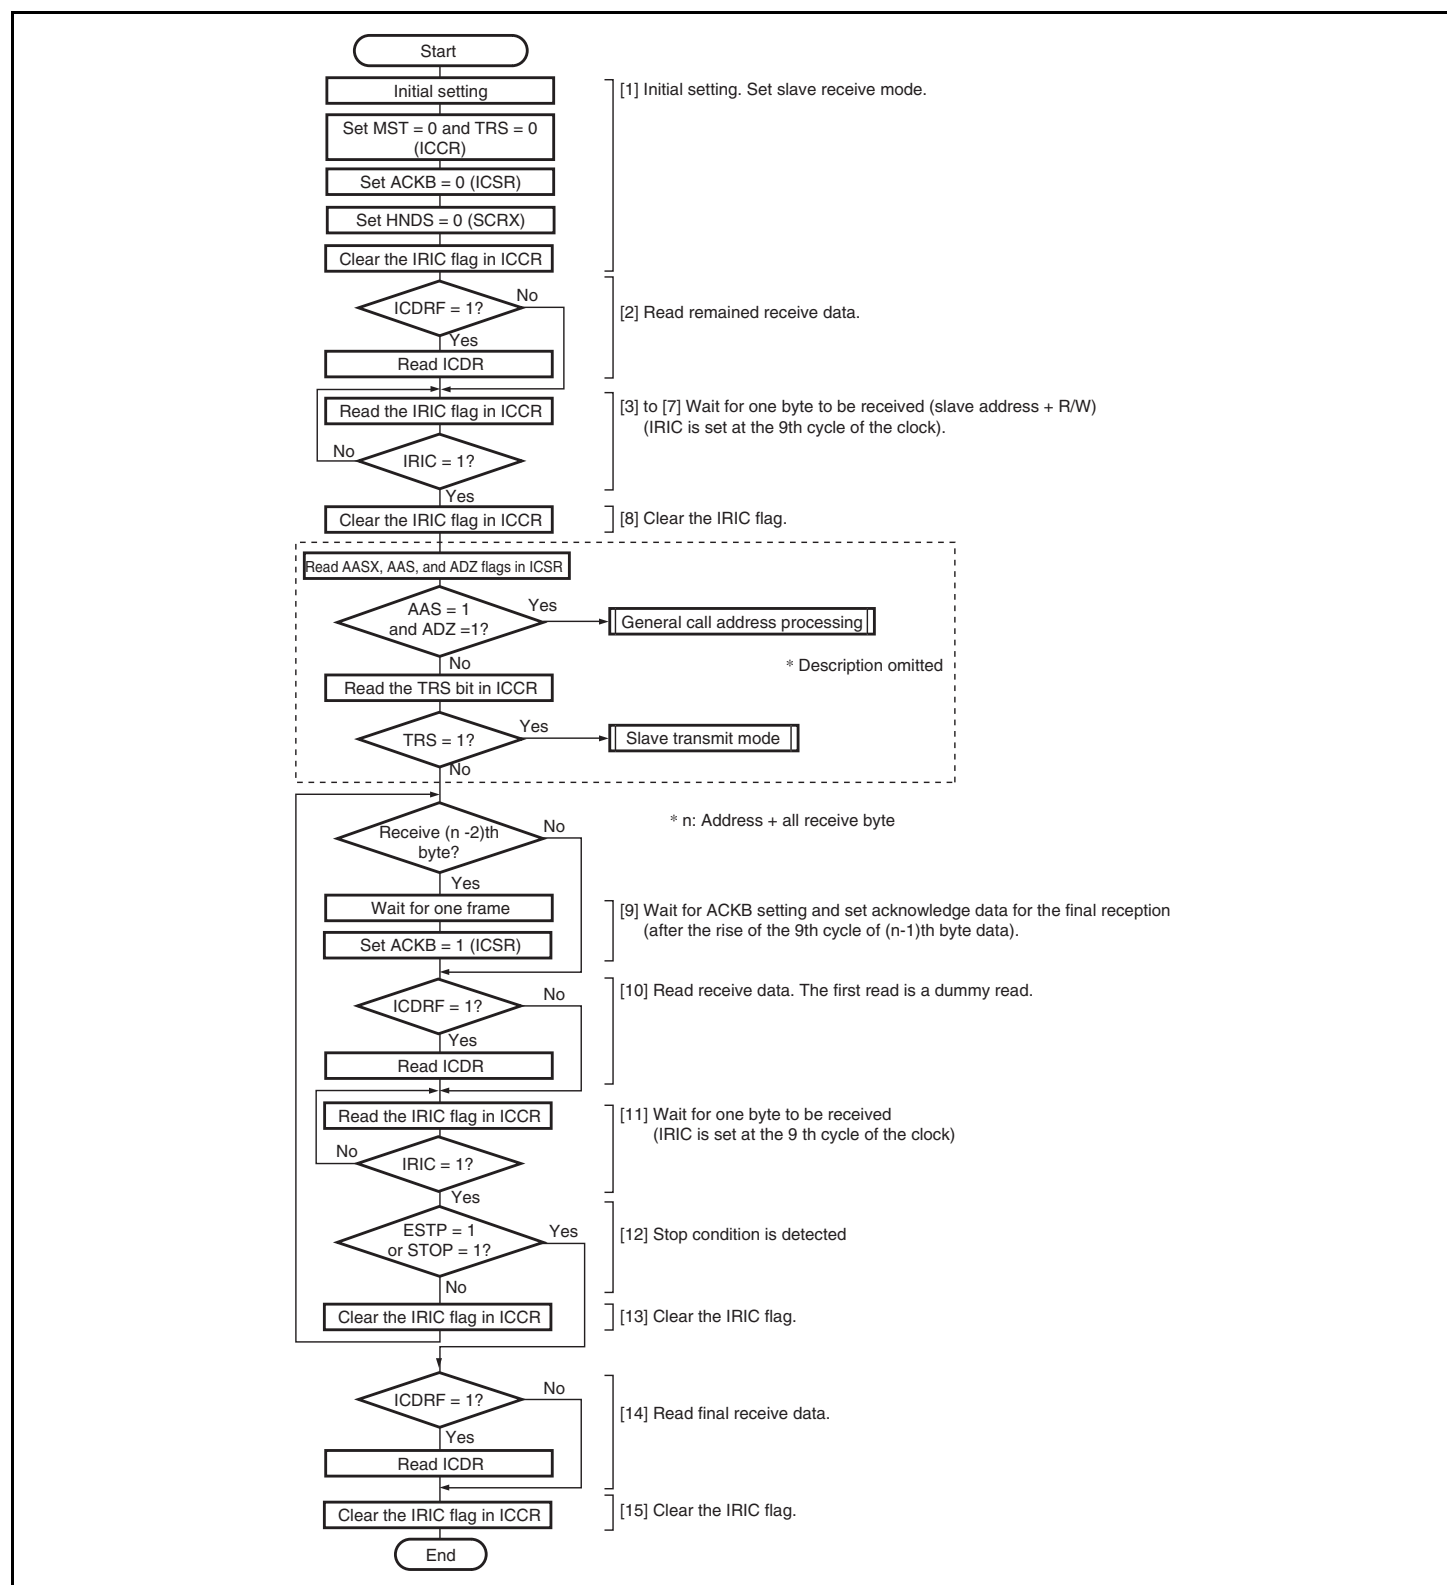 Start
Initial setting
[1] Initial setting. Set slave receive mode.
Set MST = 0 and TRS = 0
(ICCR)
Set ACKB = 0 (ICSR)
Set HNDS = 0 (SCRX)
Clear the IRIC flag in ICCR
ICDRF = 1?
No
[2] Read remained receive data.
Yes
Read ICDR
Read the IRIC flag in ICCR
[3] to [7] Wait for one byte to be received (slave address + R/W)
(IRIC is set at the 9th cycle of the clock).
No
IRIC = 1?
Yes
Clear the IRIC flag in ICCR
[8] Clear the IRIC flag.
Read AASX, AAS, and ADZ flags in ICSR
AAS = 1
and ADZ =1?
Yes
General call address processing
No
* Description omitted
Read the TRS bit in ICCR
TRS = 1?
Yes
Slave transmit mode
No
Receive (n -2)th
byte?
No
* n: Address + all receive byte
Yes
Wait for one frame
[9] Wait for ACKB setting and set acknowledge data for the final reception
(after the rise of the 9th cycle of (n-1)th byte data).
Set ACKB = 1 (ICSR)
ICDRF = 1?
No
[10] Read receive data. The first read is a dummy read.
Yes
Read ICDR
Read the IRIC flag in ICCR
[11] Wait for one byte to be received
(IRIC is set at the 9 th cycle of the clock)
No
IRIC = 1?
Yes
ESTP = 1
or STOP = 1?
Yes
[12] Stop condition is detected
No
Clear the IRIC flag in ICCR
[13] Clear the IRIC flag.
ICDRF = 1?
No
[14] Read final receive data.
Yes
Read ICDR
Clear the IRIC flag in ICCR
[15] Clear the IRIC flag.
End